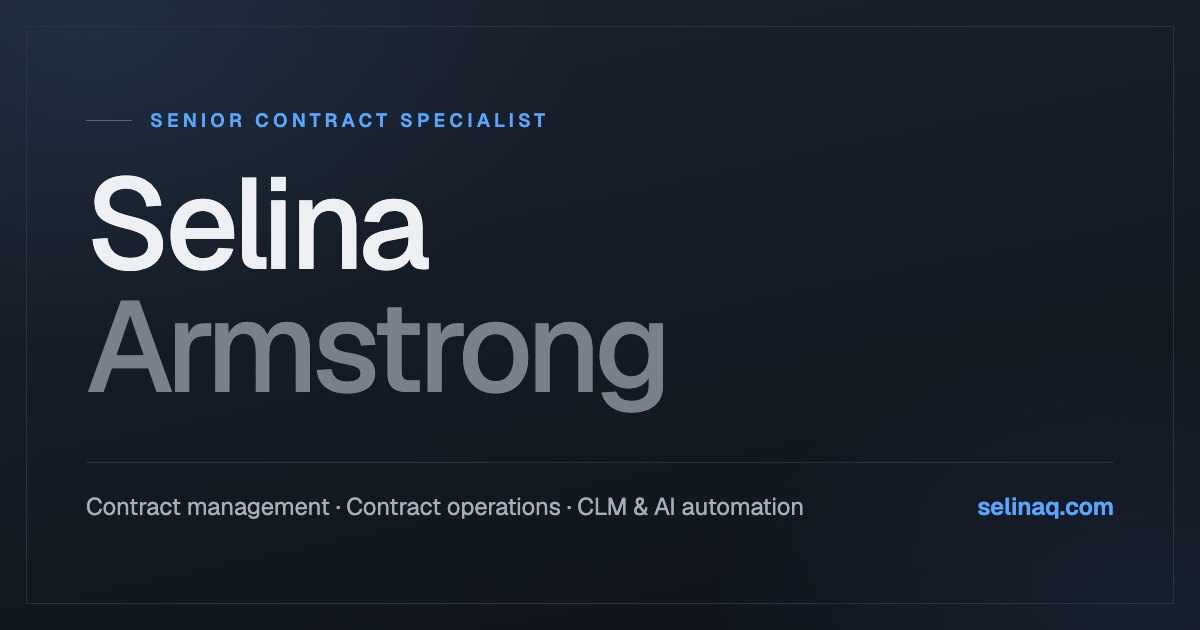 SENIOR CONTRACT SPECIALIST
Selina
Armstrong
Contract management · Contract operations · CLM & AI automation
selinaq.com